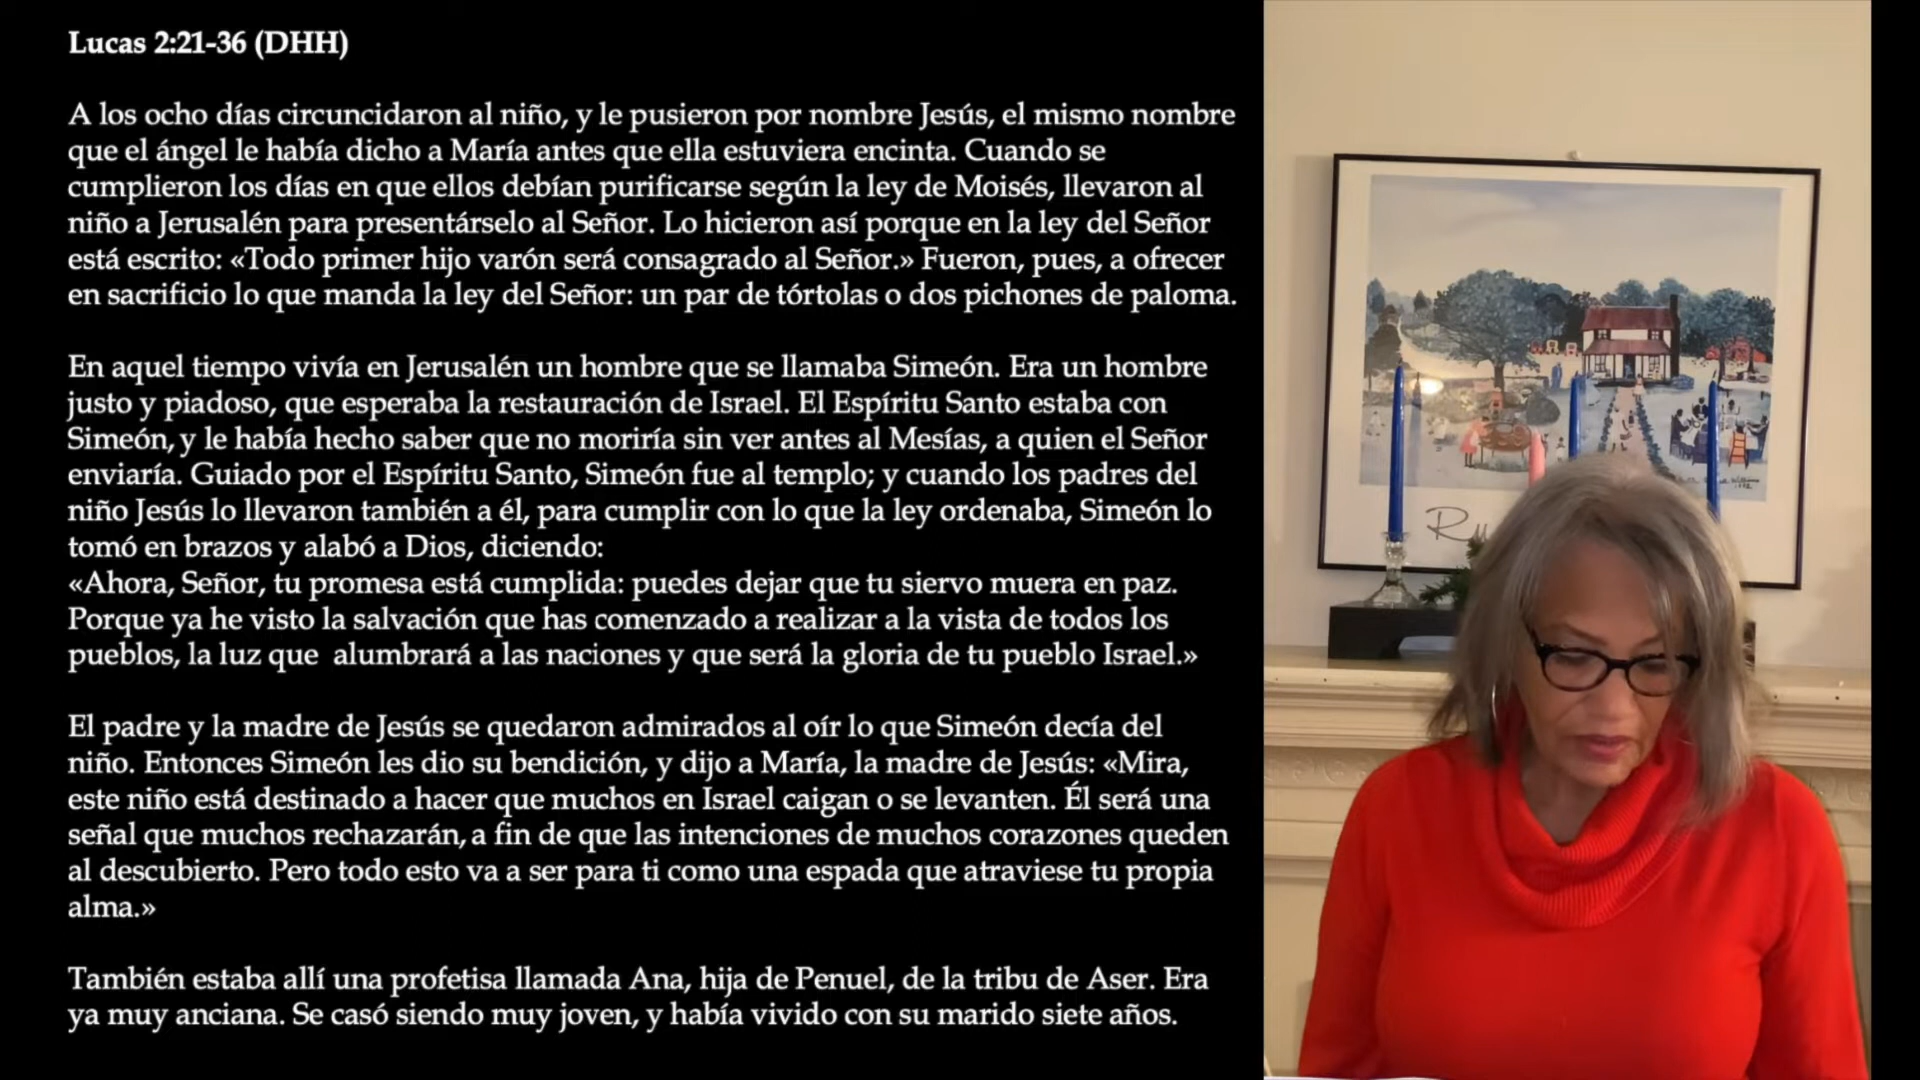 Lucas 2:21-36 (DHH)
A los ocho días circuncidaron al niño, y le pusieron por nombre Jesús, el mismo nombre
que el ángel le había dicho a María antes que ella estuviera encinta. Cuando se
cumplieron los días en que ellos debían purificarse según la ley de Moisés, llevaron al
niño a Jerusalén para presentárselo al Señor. Lo hicieron así porque en la ley del Señor
está escrito: «Todo primer hijo varón será consagrado al Señor.» Fueron, pues, a ofrecer
en sacrificio lo que manda la ley del Señor: un par de tórtolas o dos pichones de paloma.
En aquel tiempo vivía en Jerusalén un hombre que se llamaba Simeón. Era un hombre
justo y piadoso, que esperaba la restauración de Israel. El Espíritu Santo estaba con
Simeón, y le había hecho saber que no moriría sin ver antes al Mesías, a quien el Señor
enviaría. Guiado por el Espíritu Santo, Simeón fue al templo; y cuando los padres del
niño Jesús lo llevaron también a él, para cumplir con lo que la ley ordenaba, Simeón lo
tomó en brazos y alabó a Dios, diciendo:
«Ahora, Señor, tu promesa está cumplida: puedes dejar que tu siervo muera en paz.
Porque ya he visto la salvación que has comenzado a realizar a la vista de todos los
pueblos, la luz que  alumbrará a las naciones y que será la gloria de tu pueblo Israel.»
El padre y la madre de Jesús se quedaron admirados al oír lo que Simeón decía del
niño. Entonces Simeón les dio su bendición, y dijo a María, la madre de Jesús: «Mira,
este niño está destinado a hacer que muchos en Israel caigan o se levanten. Él será una
señal que muchos rechazarán, a fin de que las intenciones de muchos corazones queden
al descubierto. Pero todo esto va a ser para ti como una espada que atraviese tu propia
alma.»
También estaba allí una profetisa llamada Ana, hija de Penuel, de la tribu de Aser. Era
ya muy anciana. Se casó siendo muy joven, y había vivido con su marido siete años.